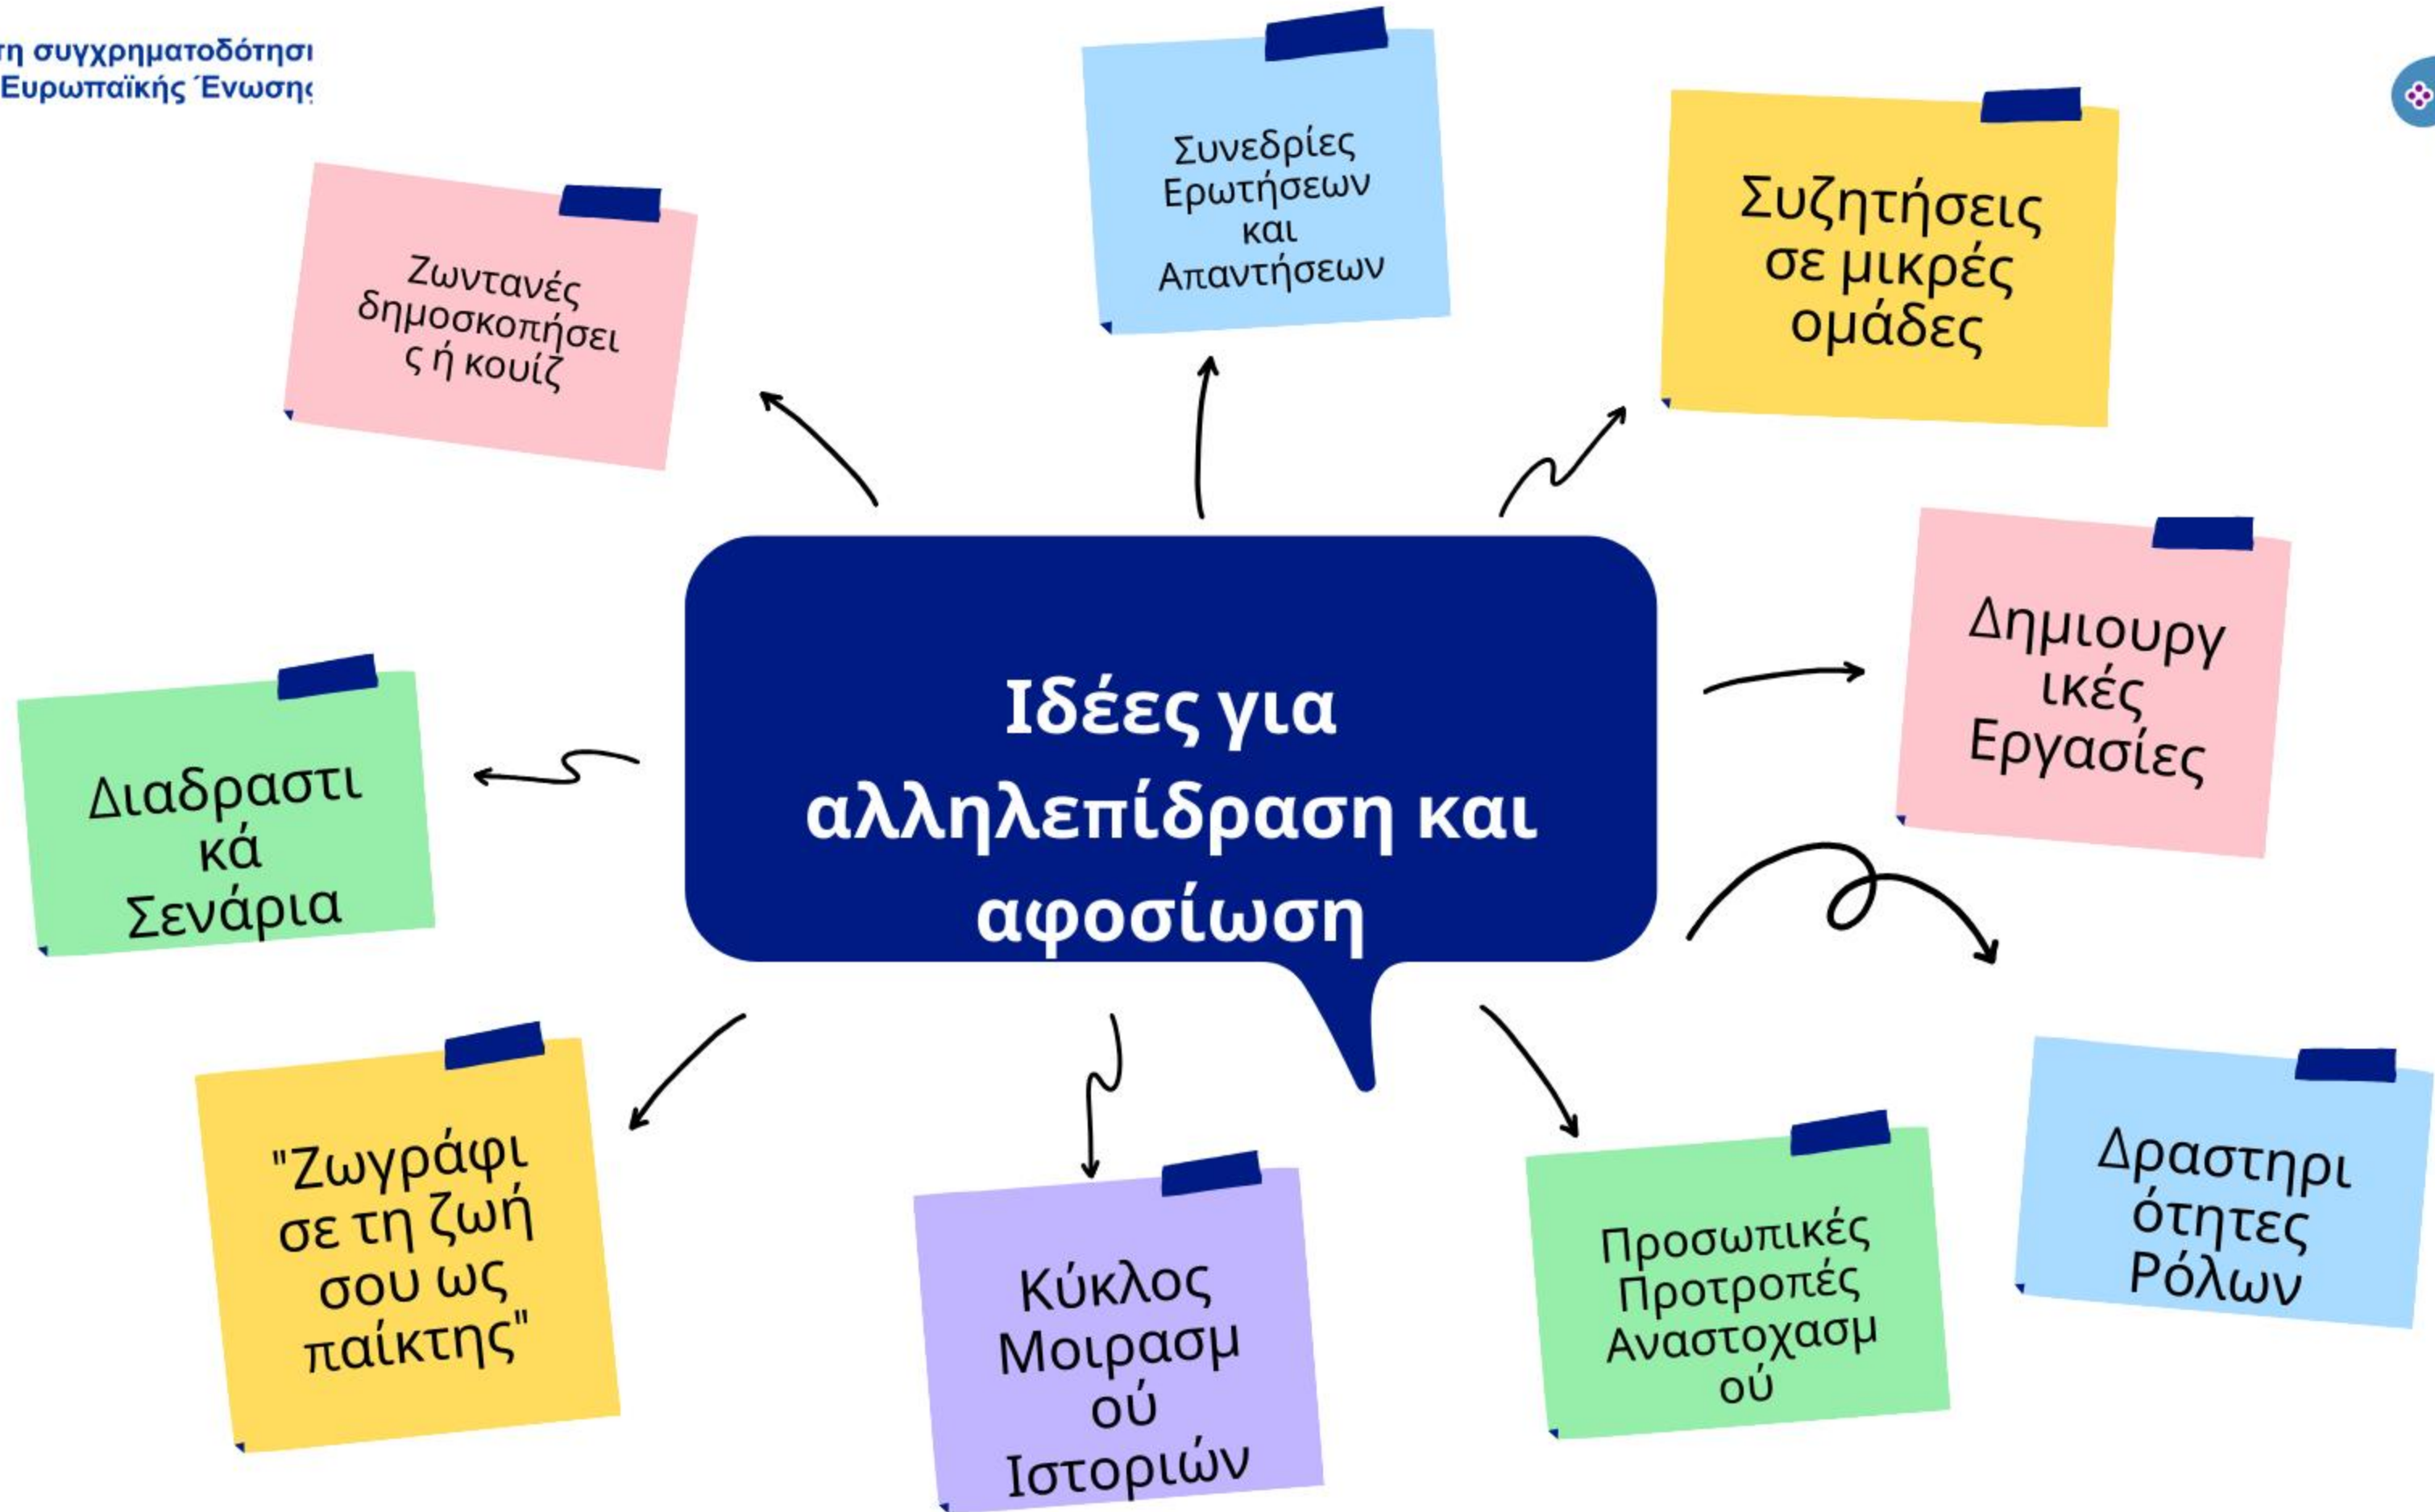 τη συγχρηματοδότησι
Ευρωπαϊκής Ένωσης
Συνεδρίες
Ερωτήσεων
και
Απαντήσεων
Συζητήσεις
σε μικρές
ομάδες
Ζωντανές
δημοσκοπήσει
ς ή κουίζ
Δημιουργ
ικές
Εργασίες
Ιδέες για
αλληλεπίδραση και
αφοσίωση
Διαδραστι
κά
Σενάρια
"Ζωγράφι
σε τη ζωή
σου ως
παίκτης"
Κύκλος
Μοιρασμ
ού
Ιστοριών
Προσωπικές
Προτροπές
Αναστοχασμ
ού
Δραστηρι
ότητες
Ρόλων